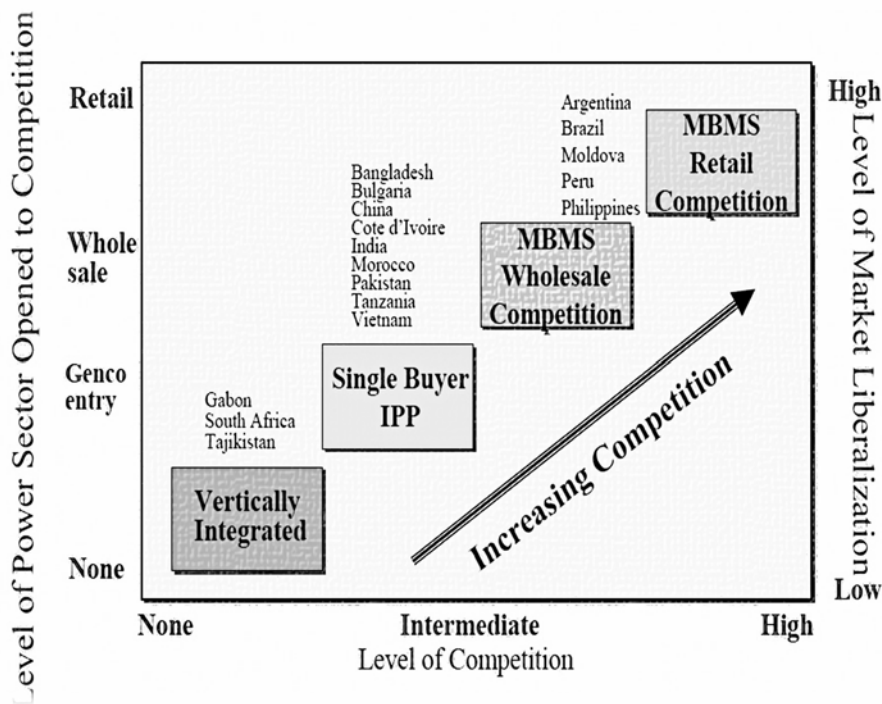 Level of Power Sector Opened to Competition
Retail
Whole
sale
Genco
entry
None
Argentina
Brazil
Moldova
Peru
Philippines
MBMS
Retail
Competition
Bangladesh
Bulgaria
China
Cote d'Ivoire
India
Morocco
Pakistan
Tanzania
Vietnam
MBMS
Wholesale
Competition
Gabon
South Africa
Tajikistan
Single Buyer
IPP
Vertically
Integrated
Increasing Competition
High
Low
Level of Market Liberalization
None
Intermediate
High
Level of Competition